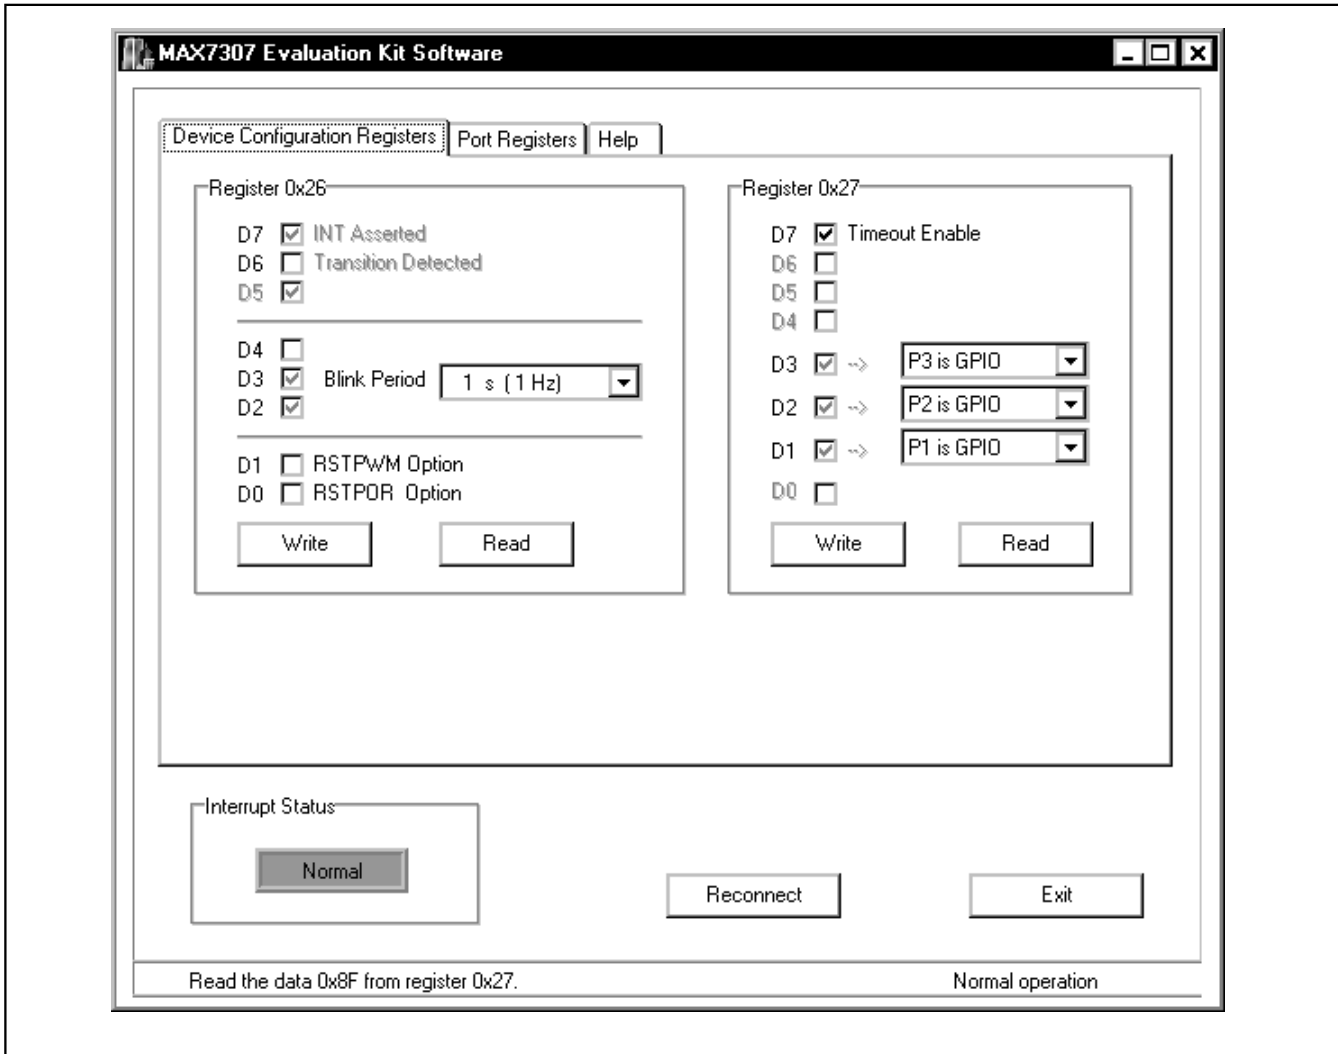 MAX7307 Evaluation Kit Software
Device Configuration Registers Port Registers Help
Register 0x26
D7 INT Asserted
D6 Transition Detected
D5
D4
D3 Blink Period 1 s (1 Hz)
D2
D1 RSTPWM Option
D0 RSTPOR Option
Write Read
Register 0x27
D7 Timeout Enable
D6
D5
D4
D3 --> P3 is GPIO
D2 --> P2 is GPIO
D1 --> P1 is GPIO
D0
Write Read
Interrupt Status
Normal
Reconnect Exit
Read the data 0x8F from register 0x27. Normal operation